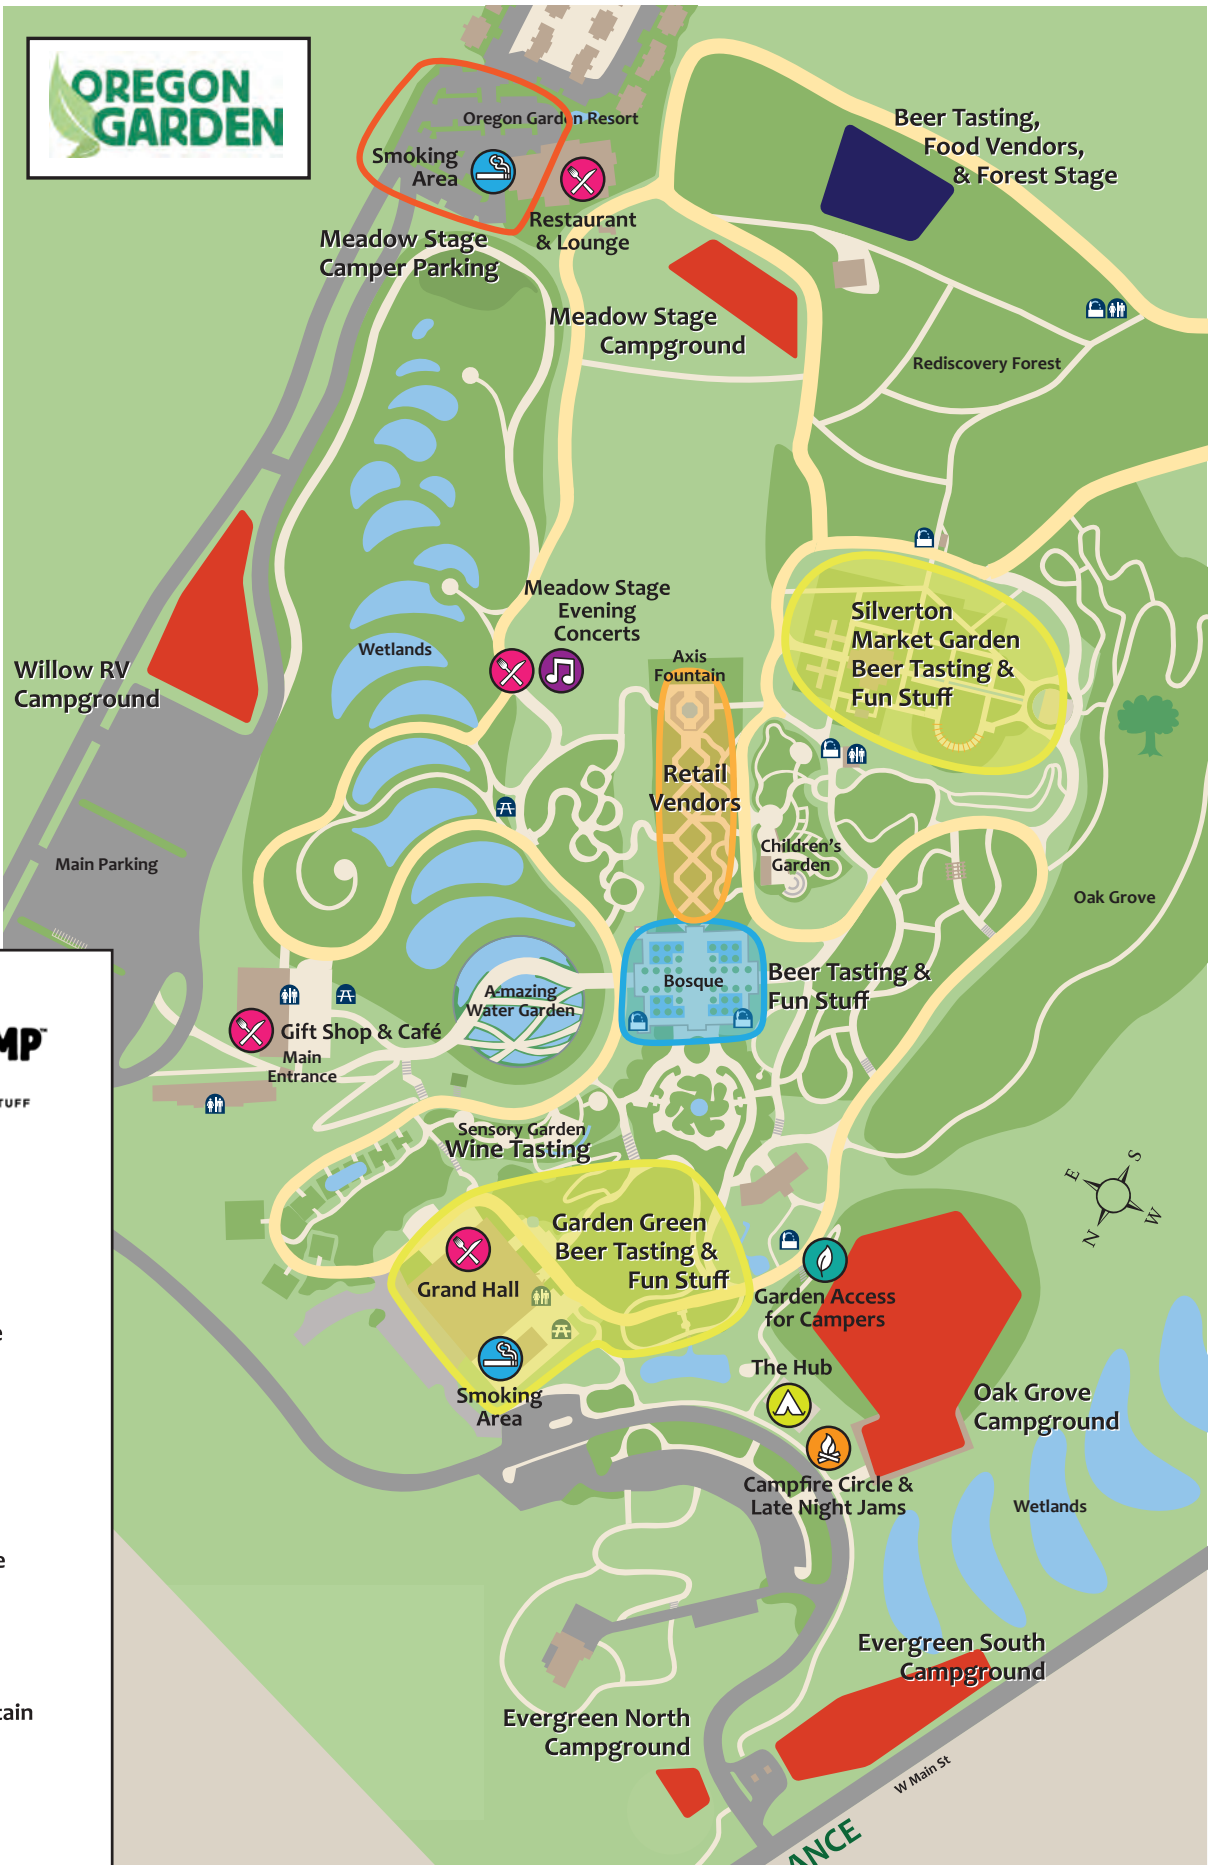 OREGON
GARDEN
Oregon Garden Resort
Smoking
Area
Restaurant
& Lounge
Meadow Stage
Camper Parking
Beer Tasting,
Food Vendors,
& Forest Stage
Meadow Stage
Campground
Rediscovery Forest
Meadow Stage
Evening
Concerts
Wetlands
Axis
Fountain
Silverton
Market Garden
Beer Tasting &
Fun Stuff
Willow RV
Campground
Retail
Vendors
Main Parking
Children's
Garden
Oak Grove
Bosque
Beer Tasting &
Fun Stuff
A-mazing
Water Garden
Gift Shop & Café
Main
Entrance
MP™
TUFF
Sensory Garden
Wine Tasting
E
S
N
W
Garden Green
Beer Tasting &
Fun Stuff
Grand Hall
Garden Access
for Campers
e
The Hub
Smoking
Area
Oak Grove
Campground
Campfire Circle &
Late Night Jams
Wetlands
e
Evergreen South
Campground
tain
Evergreen North
Campground
W Main St
ANCE